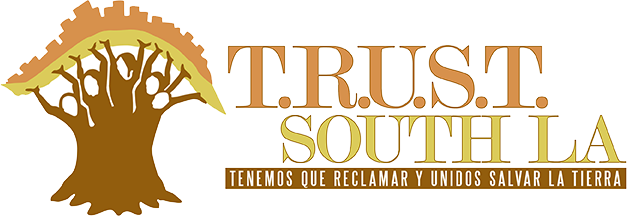 T.R.U.S.T.
SOUTH LA
TENEMOS QUE RECLAMAR Y UNIDOS SALVAR LA TIERRA